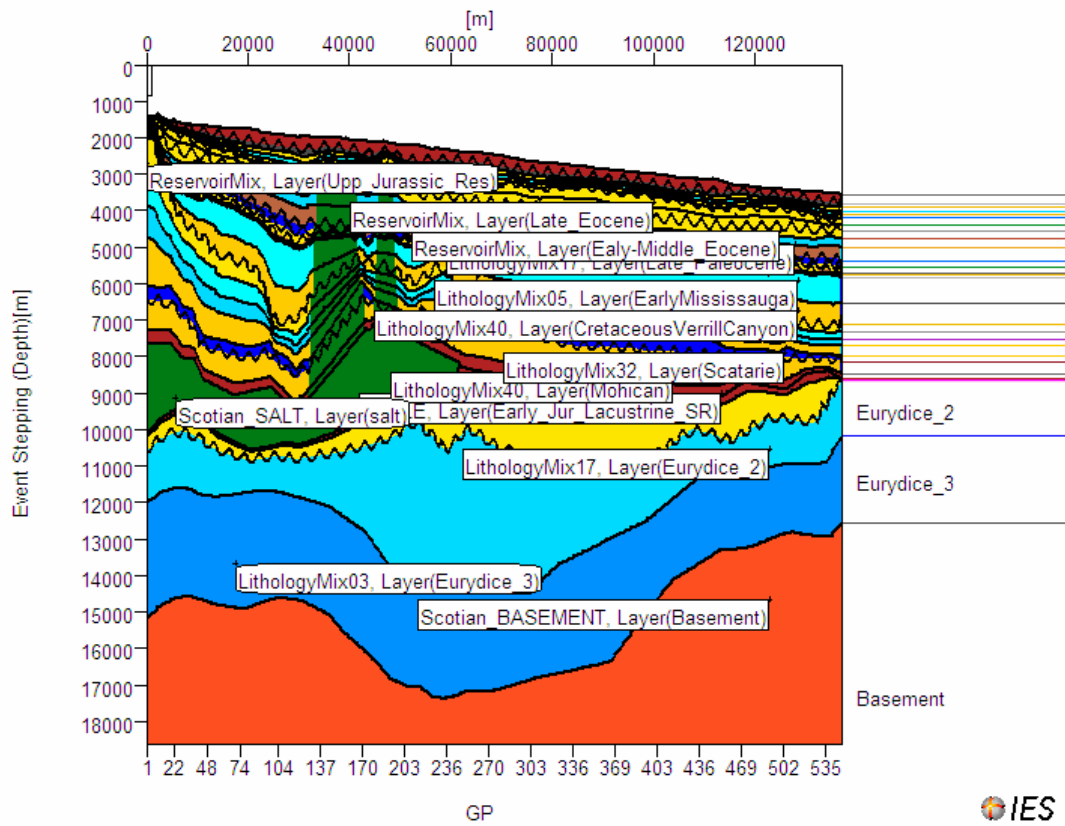 [m]
0 20000 40000 60000 80000 100000 120000
0
1000
2000
3000
4000
5000
6000
7000
8000
9000
10000
11000
12000
13000
14000
15000
16000
17000
18000
Event Stepping (Depth)[m]
ReservoirMix, Layer(Upp_Jurassic_Res)
ReservoirMix, Layer(Late_Eocene)
ReservoirMix, Layer(Ealy-Middle_Eocene)
LithologyMix17, Layer(Late_Paleocene)
LithologyMix05, Layer(EarlyMississauga)
LithologyMix40, Layer(CretaceousVerrillCanyon)
LithologyMix32, Layer(Scatarie)
LithologyMix40, Layer(Mohican)
E, Layer(Early_Jur_Lacustrine_SR)
Scotian_SALT, Layer(salt)
LithologyMix17, Layer(Eurydice_2)
LithologyMix03, Layer(Eurydice_3)
Scotian_BASEMENT, Layer(Basement)
Eurydice_2
Eurydice_3
Basement
1 22 48 74 104 137 170 203 236 270 303 336 369 403 436 469 502 535
GP
IES